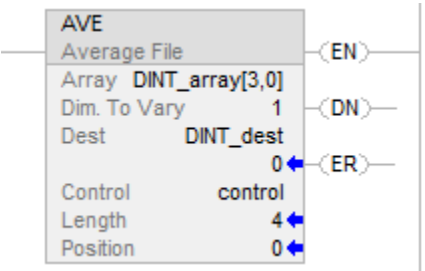 AVE
Average File
(EN)
Array DINT_array[3,0]
Dim. To Vary 1
(DN)
Dest DINT_dest
0
(ER)
Control control
Length 4
Position 0